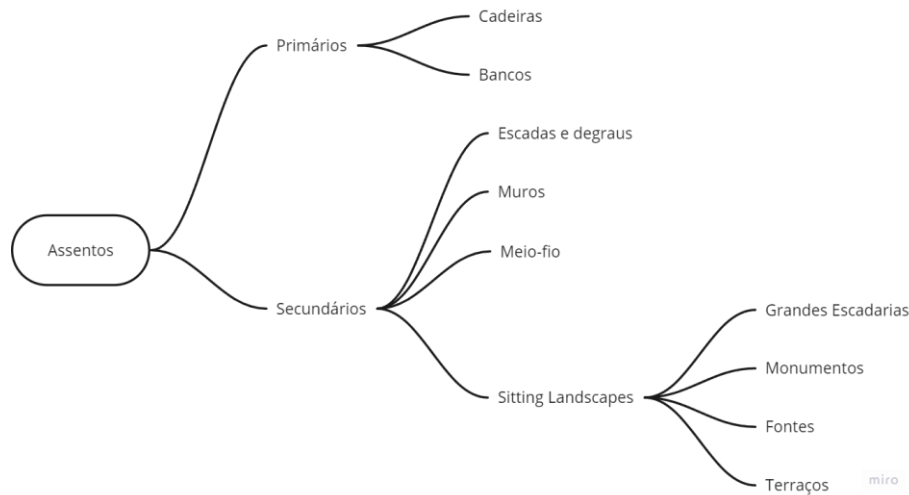 Cadeiras
Primários
Bancos
Escadas e degraus
Muros
Assentos
Meio-fio
Secundários
Grandes Escadarias
Monumentos
Sitting Landscapes
Fontes
Terraços
miro